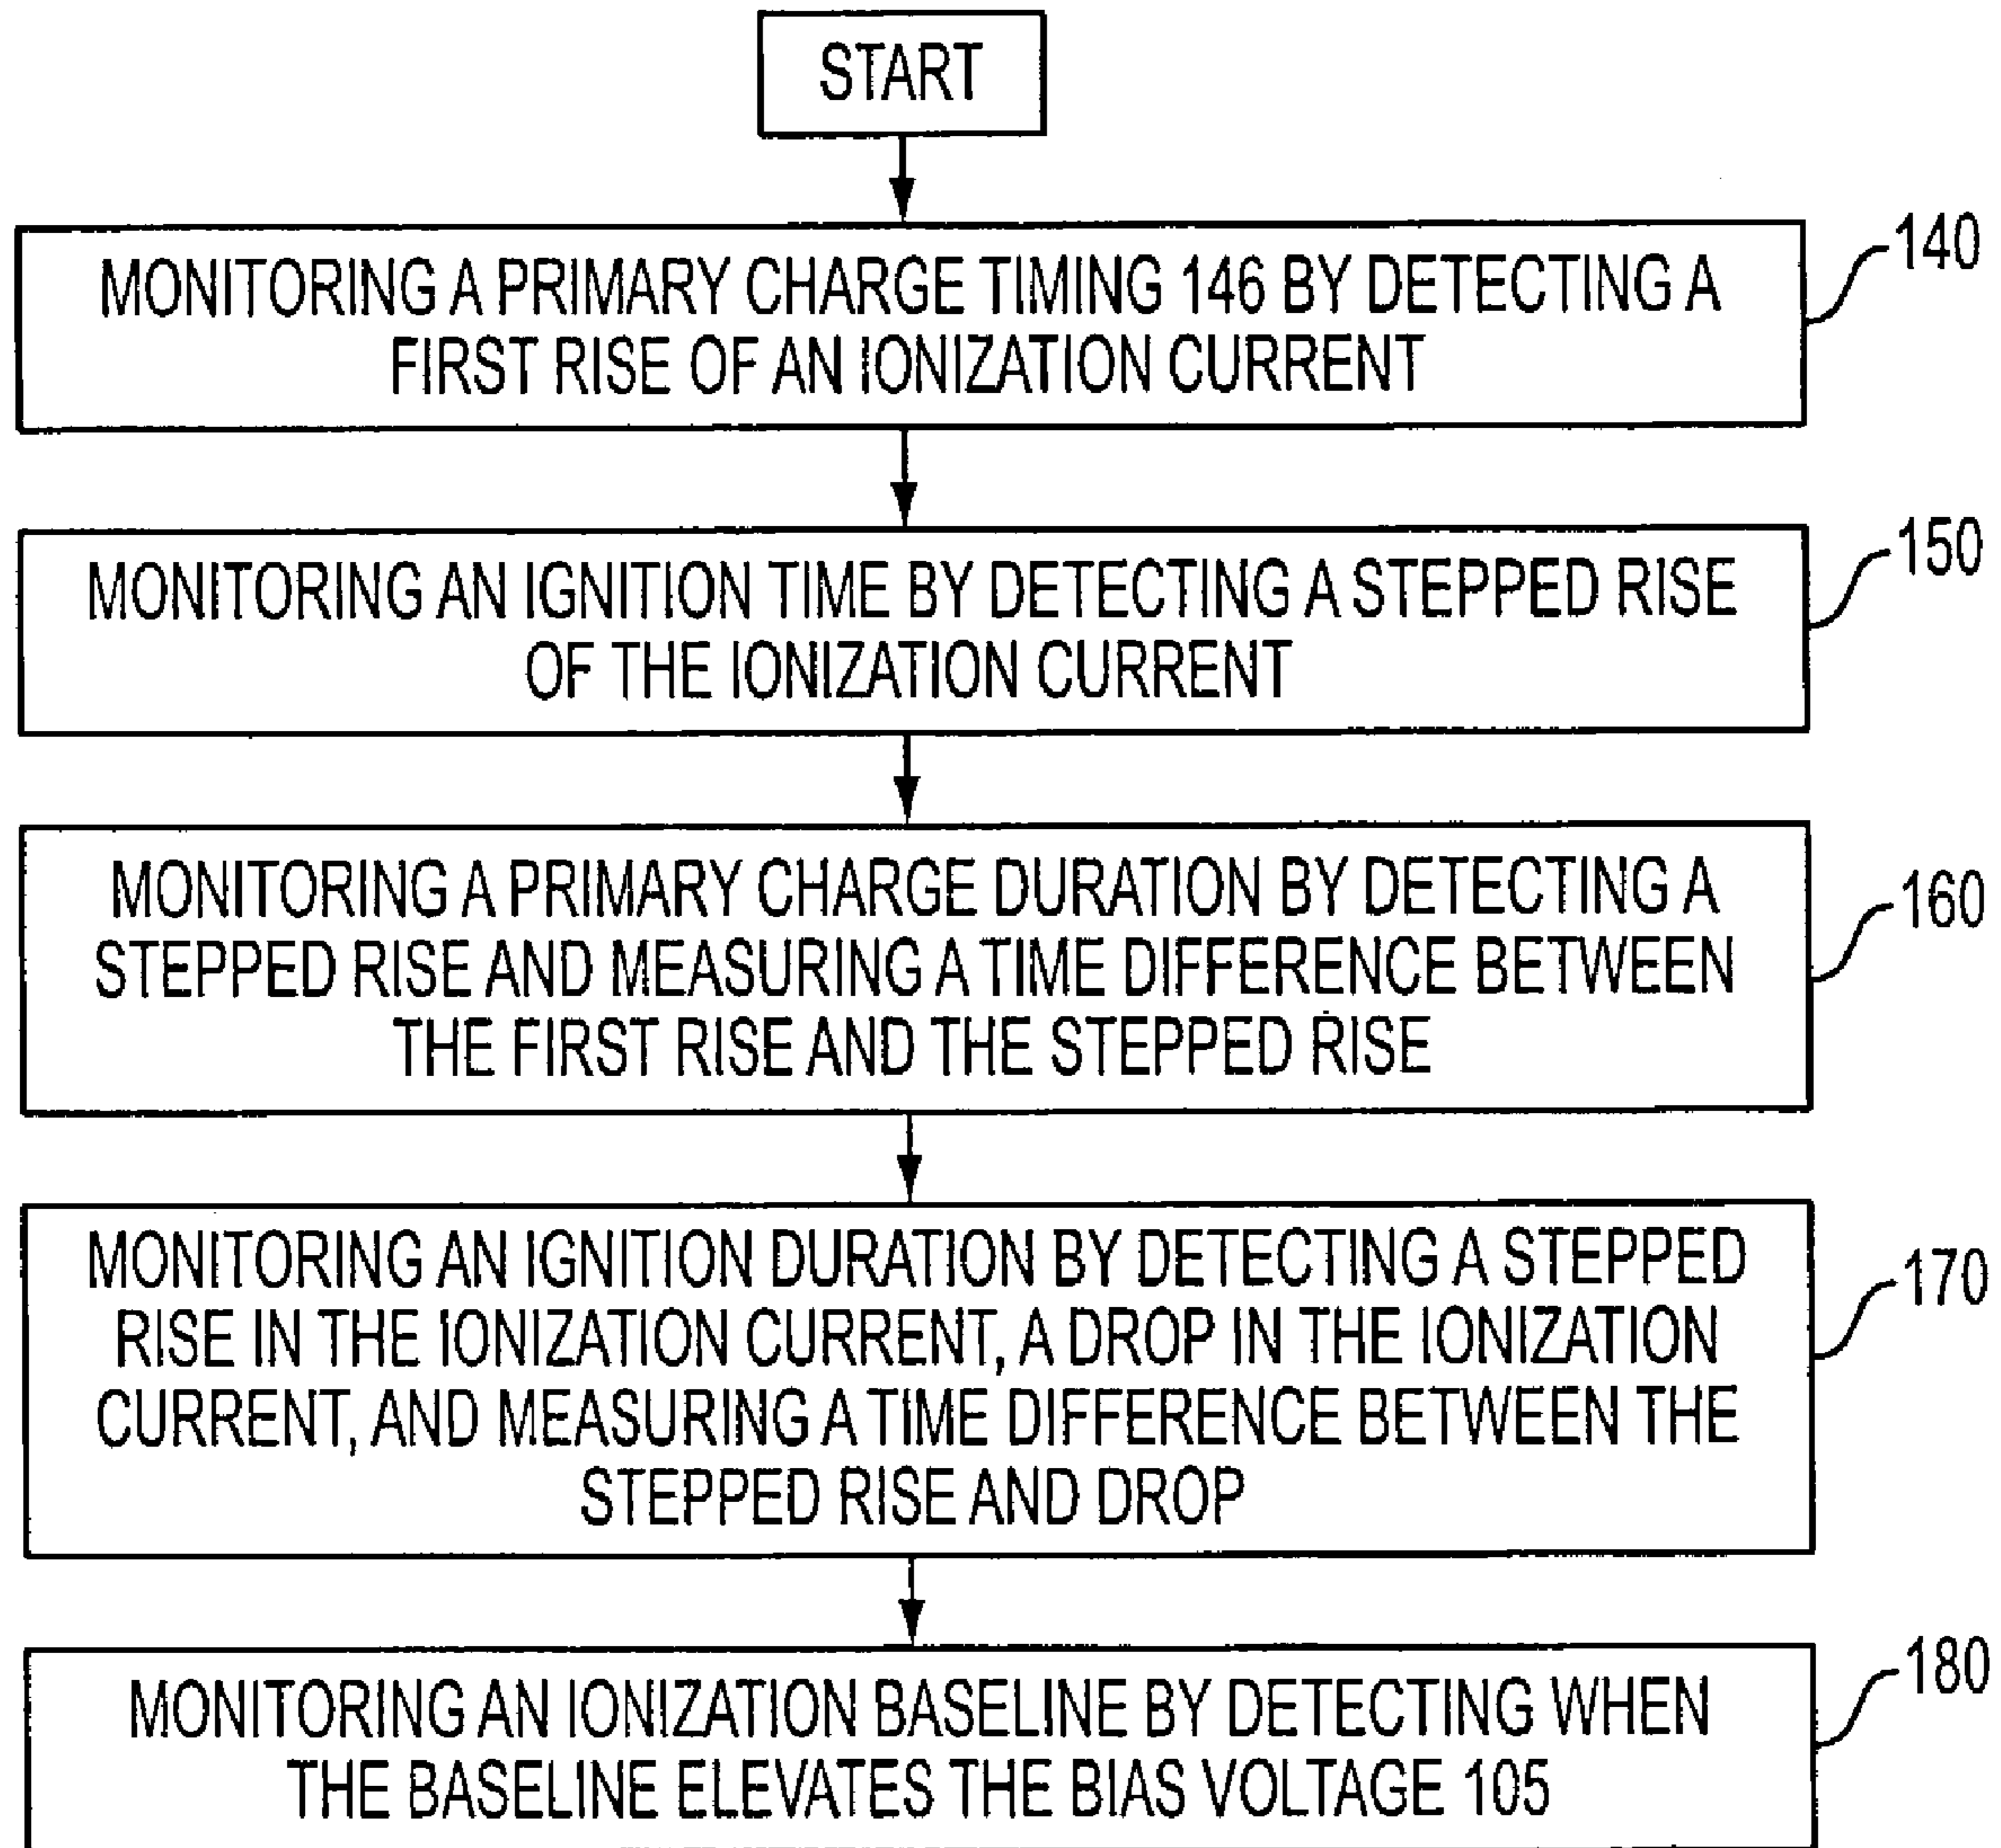 START
MONITORING A PRIMARY CHARGE TIMING 146 BY DETECTING A
FIRST RISE OF AN IONIZATION CURRENT
140
MONITORING AN IGNITION TIME BY DETECTING A STEPPED RISE
OF THE IONIZATION CURRENT
150
MONITORING A PRIMARY CHARGE DURATION BY DETECTING A
STEPPED RISE AND MEASURING A TIME DIFFERENCE BETWEEN
THE FIRST RISE AND THE STEPPED RISE
160
MONITORING AN IGNITION DURATION BY DETECTING A STEPPED
RISE IN THE IONIZATION CURRENT, A DROP IN THE IONIZATION
CURRENT, AND MEASURING A TIME DIFFERENCE BETWEEN THE
STEPPED RISE AND DROP
170
MONITORING AN IONIZATION BASELINE BY DETECTING WHEN
THE BASELINE ELEVATES THE BIAS VOLTAGE 105
180